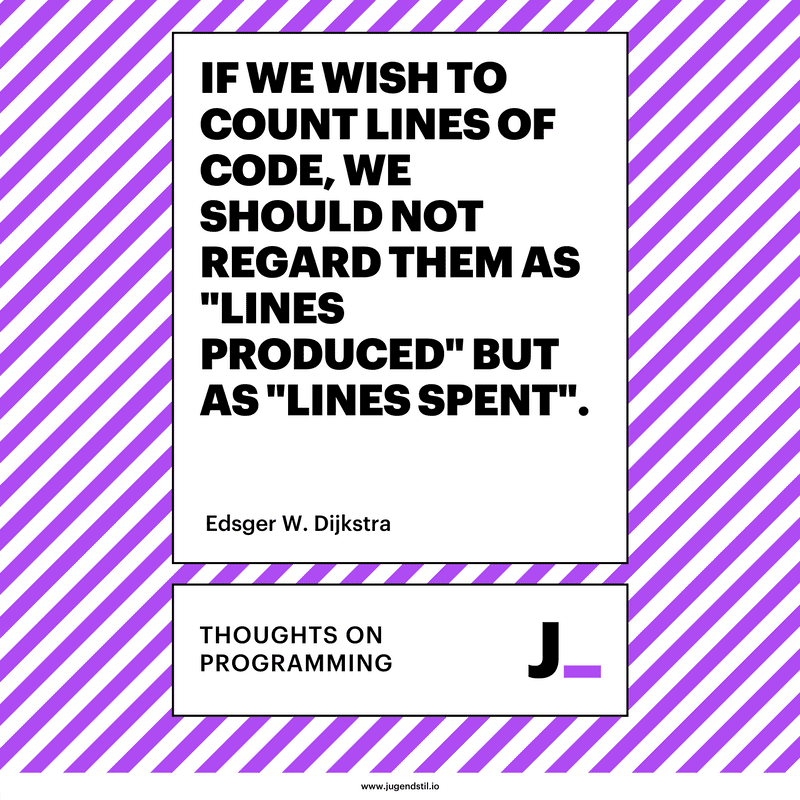 IF WE WISH TO
COUNT LINES OF
CODE, WE
SHOULD NOT
REGARD THEM AS
"LINES
PRODUCED" BUT
AS "LINES SPENT".
Edsger W. Dijkstra
THOUGHTS ON
PROGRAMMING
J_
www.jugendstil.io